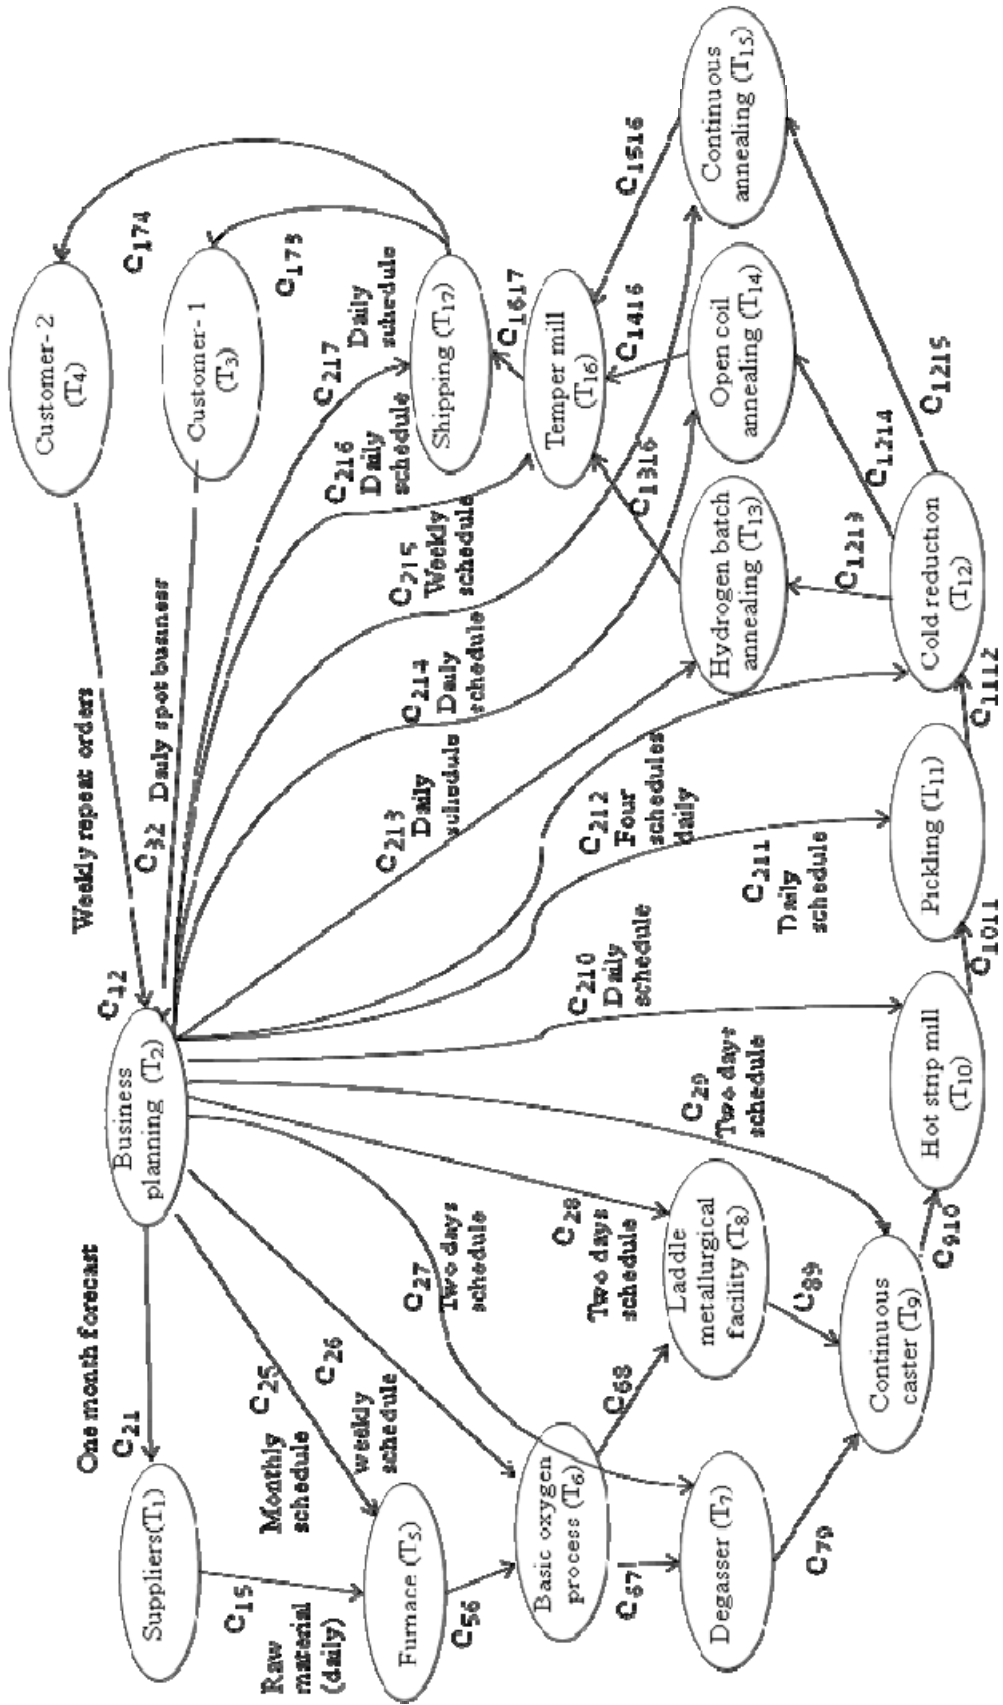 One month forecast
C21
Suppliers(T1)
Business
planning (T2)
C12
Weekly repeat orders
C32 Daily spot business
Customer- 2
(T4)
Customer- 1
(T3)
C174
C173
C15
Raw
material
(daily)
Monthly
schedule
C25
C26
weekly
schedule
C27
Two days
schedule
C28
Two days
schedule
C29
Two days
schedule
C210
Daily
schedule
C211
Daily
schedule
C212
Four
schedules
daily
C213
Daily
schedule
C214
Daily
schedule
C215
Weekly
schedule
C216
Daily
schedule
C217
Daily
schedule
Shipping (T17)
C1617
Temper mill
(T16)
C1316
C1416
C1516
Furnace (T5)
C56
Basic oxygen
process (T6)
C67
C68
Degasser (T7)
C79
Laddle
metallurgical
facility (T8)
C89
Continuous
caster (T9)
C910
Hot strip mill
(T10)
C1011
Pickling (T11)
C1112
Cold reduction
(T12)
C1213
C1214
C1215
Hydrogen batch
annealing (T13)
Open coil
annealing (T14)
Continuous
annealing (T15)